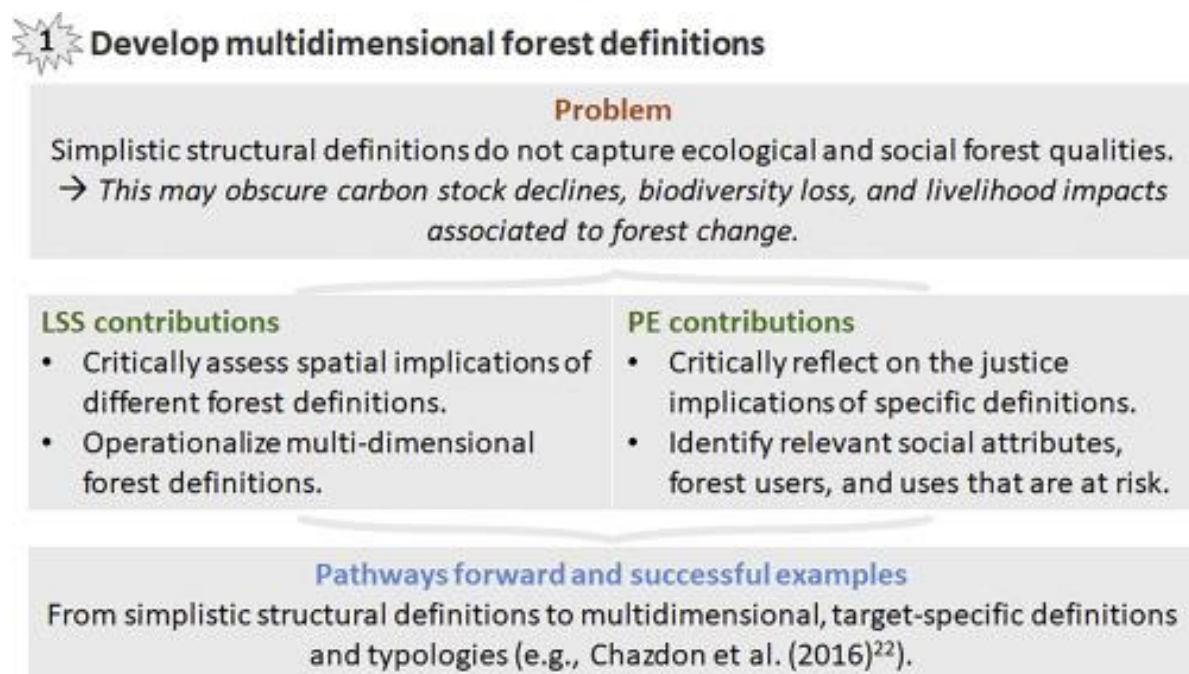 1 Develop multidimensional forest definitions
Problem
Simplistic structural definitions do not capture ecological and social forest qualities.
→ This may obscure carbon stock declines, biodiversity loss, and livelihood impacts
associated to forest change.
LSS contributions
• Critically assess spatial implications of
different forest definitions.
• Operationalize multi-dimensional
forest definitions.
PE contributions
• Critically reflect on the justice
implications of specific definitions.
• Identify relevant social attributes,
forest users, and uses that are at risk.
Pathways forward and successful examples
From simplistic structural definitions to multidimensional, target-specific definitions
and typologies (e.g., Chazdon et al. (2016)²²).